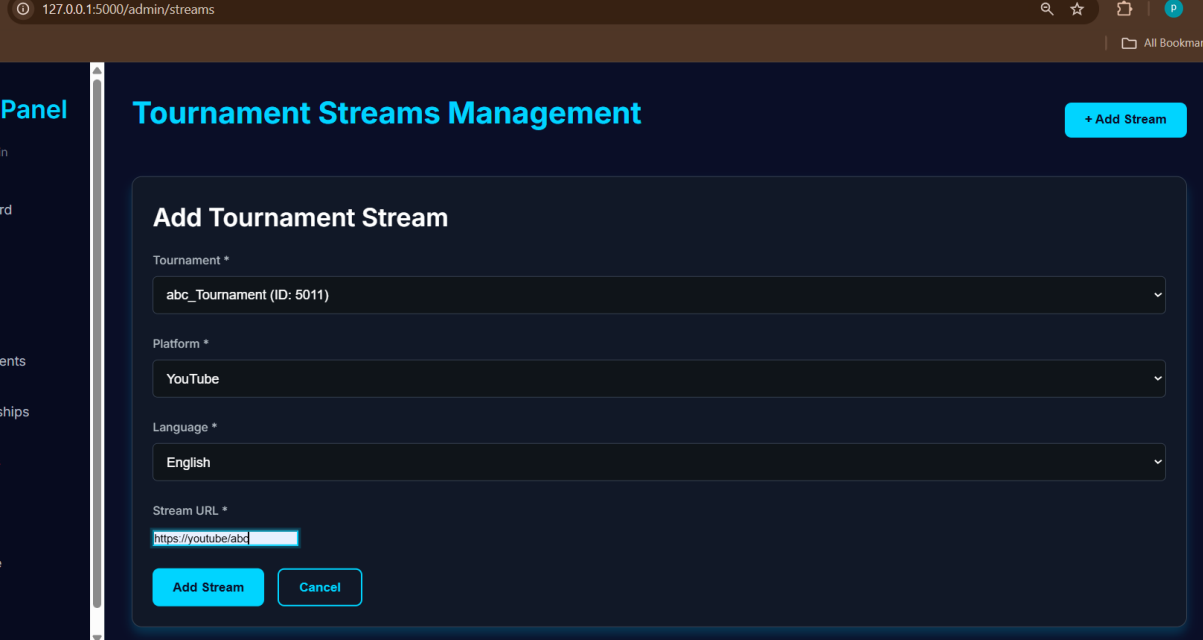 127.0.0.1:5000/admin/streams
P
All Bookmar
Panel
in
rd
ents
ships
e
Tournament Streams Management
+ Add Stream
Add Tournament Stream
Tournament *
abc_Tournament (ID: 5011)
Platform *
YouTube
Language *
English
Stream URL *
https://youtube/abc
Add Stream
Cancel